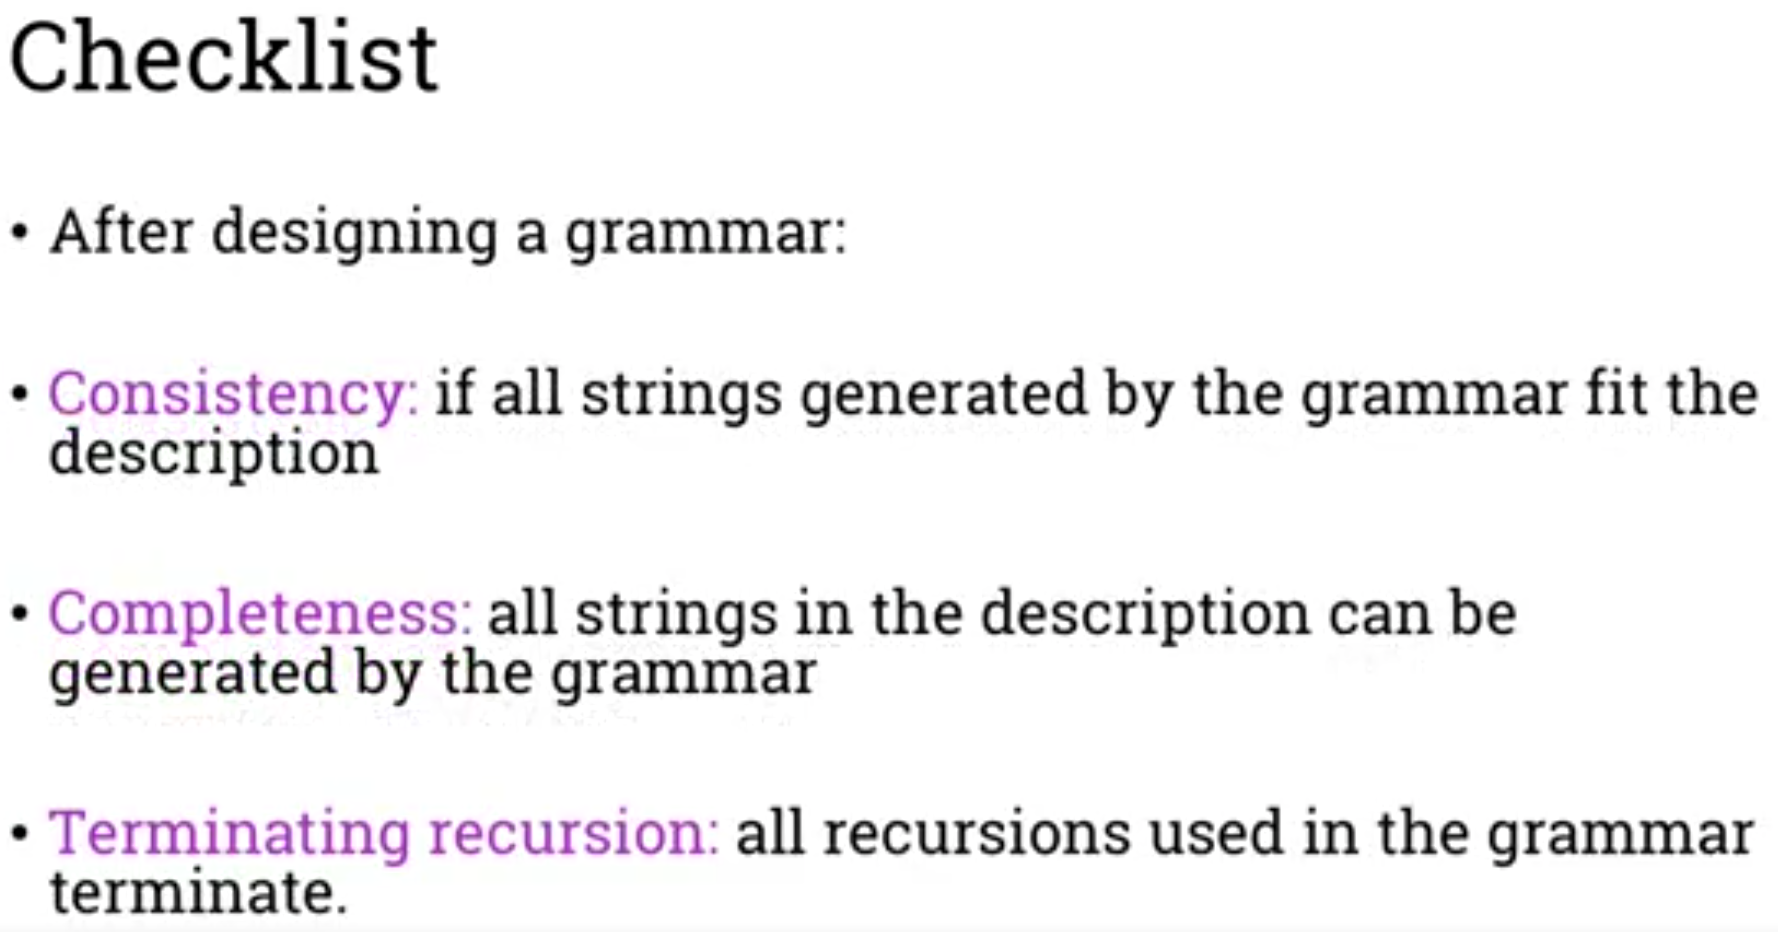 Checklist
• After designing a grammar:
• Consistency: if all strings generated by the grammar fit the
description
• Completeness: all strings in the description can be
generated by the grammar
• Terminating recursion: all recursions used in the grammar
terminate.